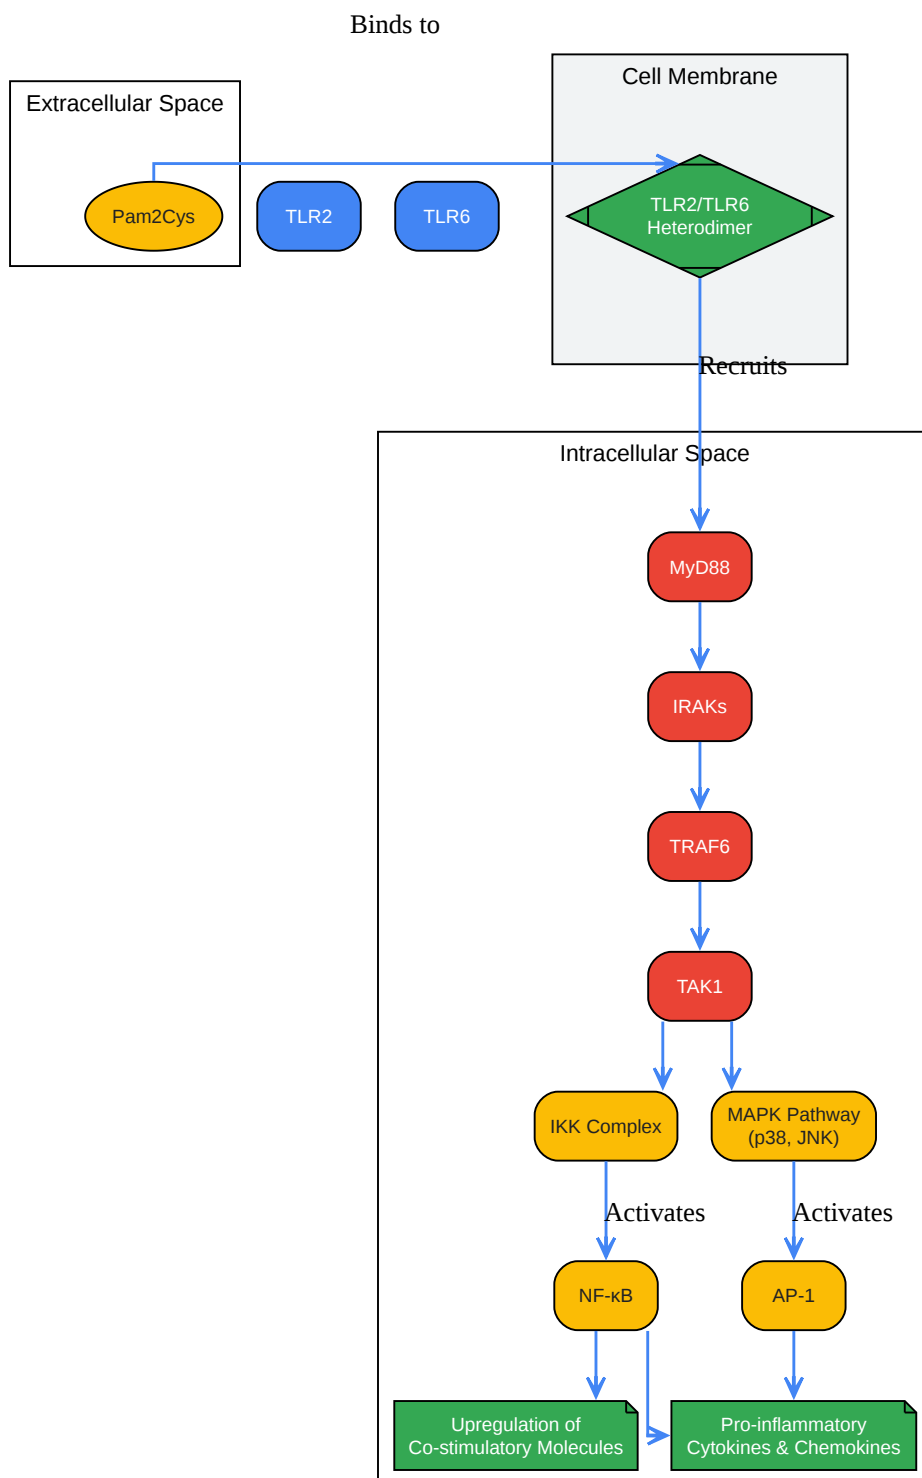 Binds to
Cell Membrane
Extracellular Space
Pam2Cys
TLR2
TLR6
TLR2/TLR6
Heterodimer
Recruits
Intracellular Space
MyD88
IRAKs
TRAF6
TAK1
IKK Complex
MAPK Pathway
(p38, JNK)
Activates
Activates
NF-κB
AP-1
Upregulation of
Co-stimulatory Molecules
Pro-inflammatory
Cytokines & Chemokines